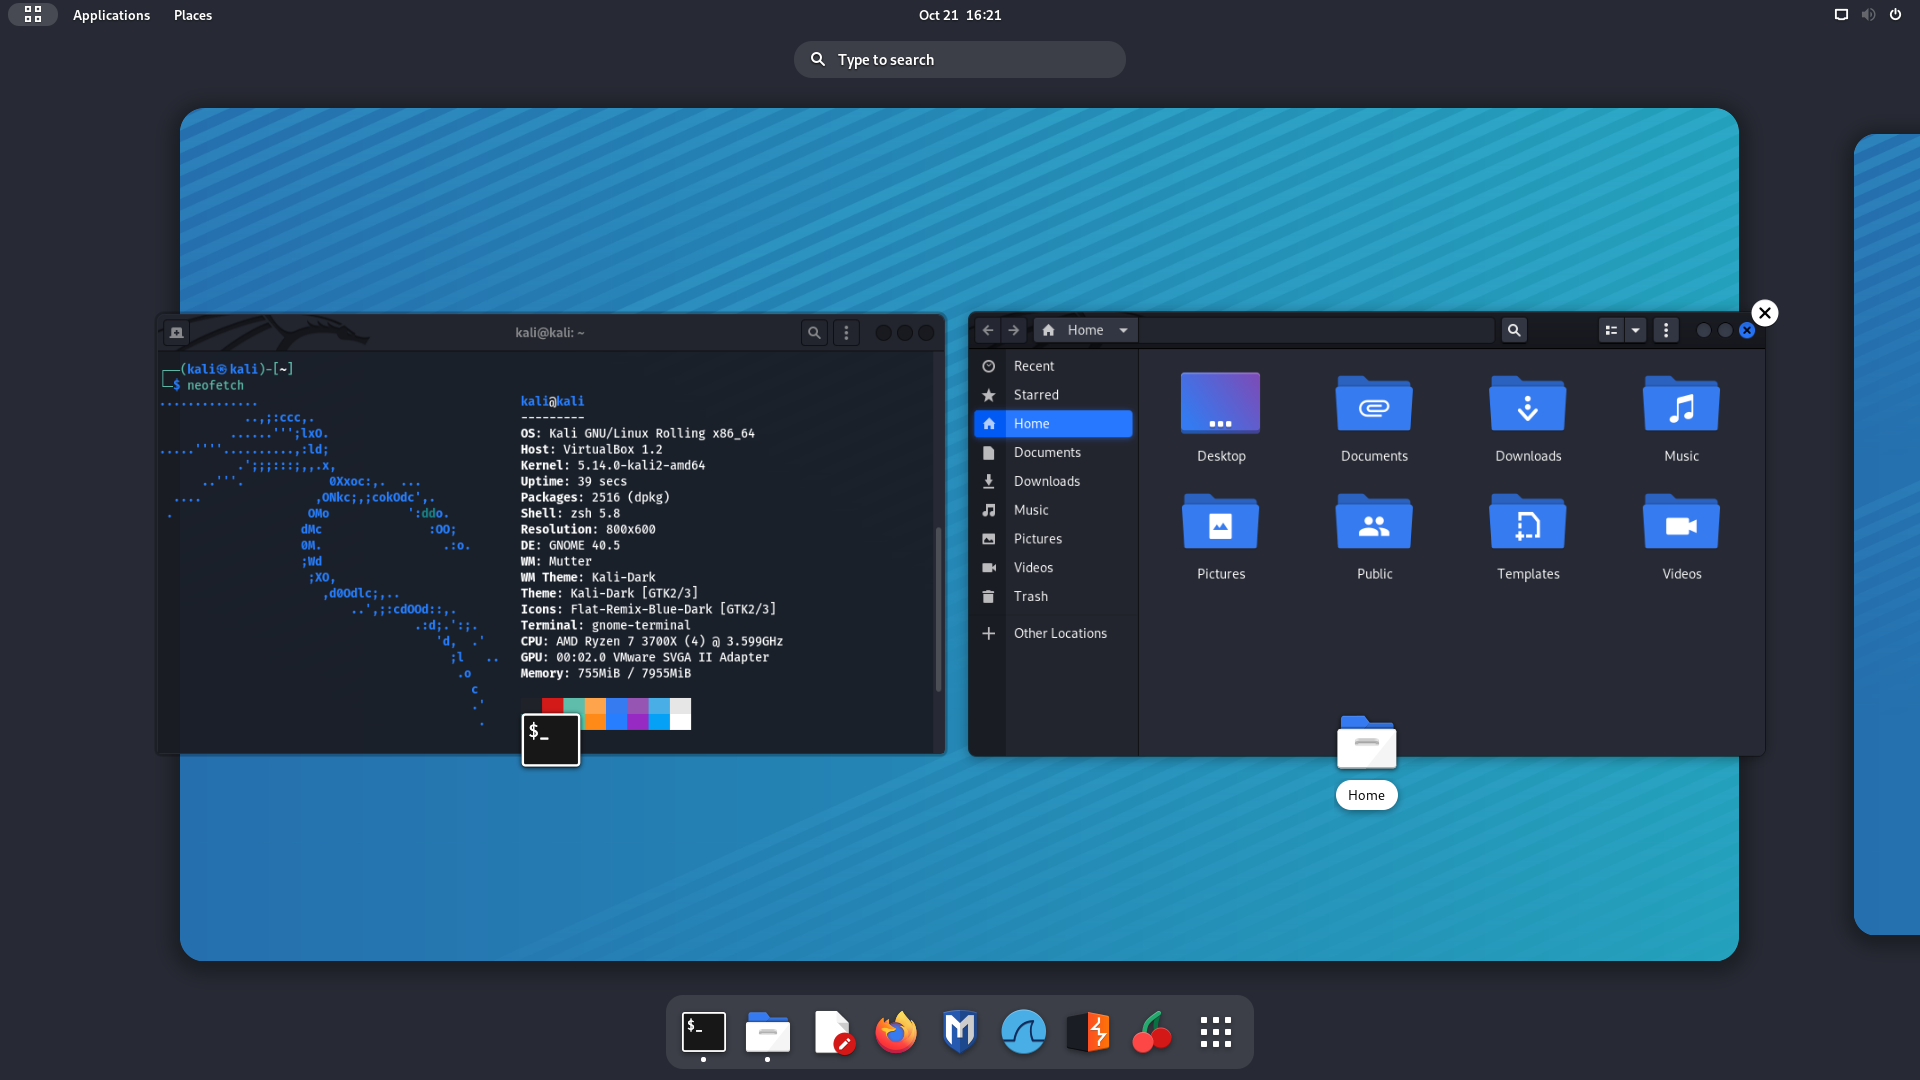 Applications Places Oct 21 16:21
Type to search
kali@kali: ~
┌──(kali㉿kali)-[~]
└─$ neofetch
..............
            ..,;:ccc,.
          ......''';lxO.
.....''''..........,:ld;
           .';;;:::;,,.x,
      ..'''.            0Xxoc:,.  ...
  ....                ,ONkc;,;cokOdc',.
 .                   OMo           ':ddo.
                    dMc               :OO;
                    0M.                 .:o.
                    ;Wd
                     ;XO,
                       ,d0Odlc;,..
                           ..',;:cdOOd::,.
                                    .:d;.':;.
                                       'd,  .'
                                         ;l   ..
                                          .o
                                            c
                                            .'
                                             .
kali@kali
---------
OS: Kali GNU/Linux Rolling x86_64
Host: VirtualBox 1.2
Kernel: 5.14.0-kali2-amd64
Uptime: 39 secs
Packages: 2516 (dpkg)
Shell: zsh 5.8
Resolution: 800x600
DE: GNOME 40.5
WM: Mutter
WM Theme: Kali-Dark
Theme: Kali-Dark [GTK2/3]
Icons: Flat-Remix-Blue-Dark [GTK2/3]
Terminal: gnome-terminal
CPU: AMD Ryzen 7 3700X (4) @ 3.599GHz
GPU: 00:02.0 VMware SVGA II Adapter
Memory: 755MiB / 7955MiB
$_
Home
Recent
Starred
Home
Documents
Downloads
Music
Pictures
Videos
Trash
Other Locations
Desktop Documents Downloads Music
Pictures Public Templates Videos
Home
$_
M